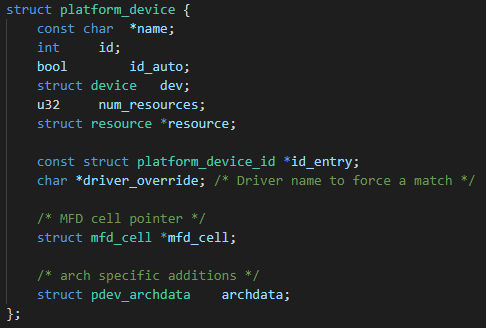 struct platform_device {
    const char  *name;
    int     id;
    bool        id_auto;
    struct device   dev;
    u32     num_resources;
    struct resource *resource;

    const struct platform_device_id *id_entry;
    char *driver_override; /* Driver name to force a match */

    /* MFD cell pointer */
    struct mfd_cell *mfd_cell;

    /* arch specific additions */
    struct pdev_archdata    archdata;
};